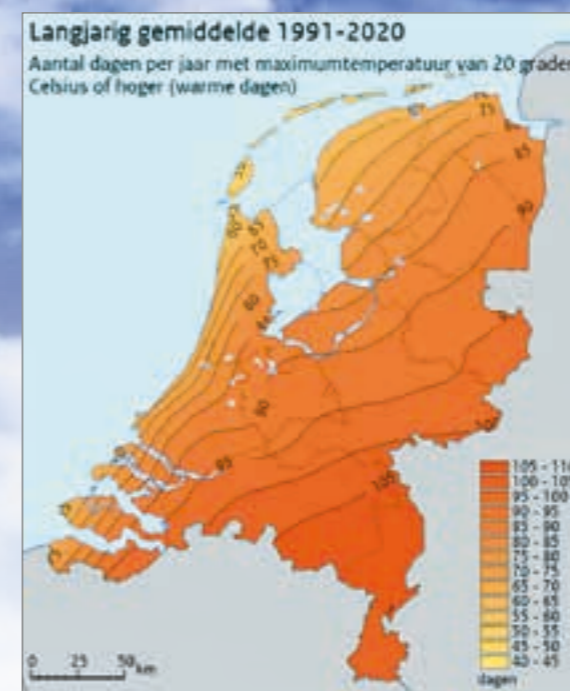 Langjarig gemiddelde 1991-2020
Aantal dagen per jaar met maximumtemperatuur van 20 graden
Celsius of hoger (warme dagen)
75
85
90
65
70
75
80
90
95
105
105 - 110
100 - 105
95 - 100
90 - 95
85 - 90
80 - 85
75 - 80
70 - 75
65 - 70
60 - 65
55 - 60
50 - 55
45 - 50
40 - 45
dagen
0 25 50 km